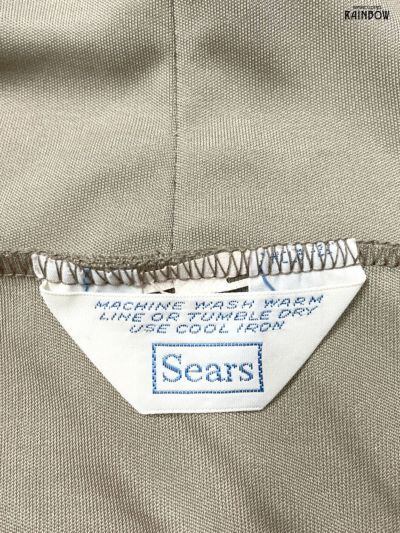 RAINBOW
MACHINE WASH WARM
LINE OR TUMBLE DRY
USE COOL IRON
Sears